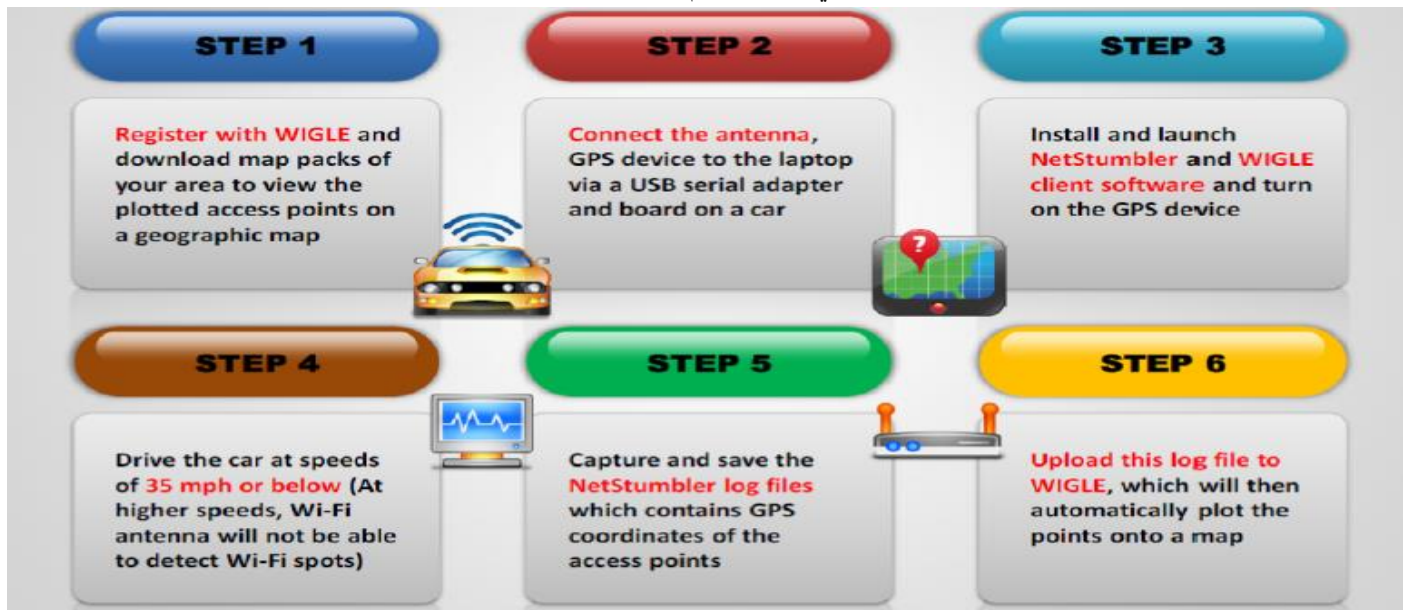 STEP 1
Register with WIGLE and
download map packs of
your area to view the
plotted access points on
a geographic map
STEP 2
Connect the antenna,
GPS device to the laptop
via a USB serial adapter
and board on a car
STEP 3
Install and launch
NetStumbler and WIGLE
client software and turn
on the GPS device
?
STEP 4
Drive the car at speeds
of 35 mph or below (At
higher speeds, Wi-Fi
antenna will not be able
to detect Wi-Fi spots)
STEP 5
Capture and save the
NetStumbler log files
which contains GPS
coordinates of the
access points
STEP 6
Upload this log file to
WIGLE, which will then
automatically plot the
points onto a map